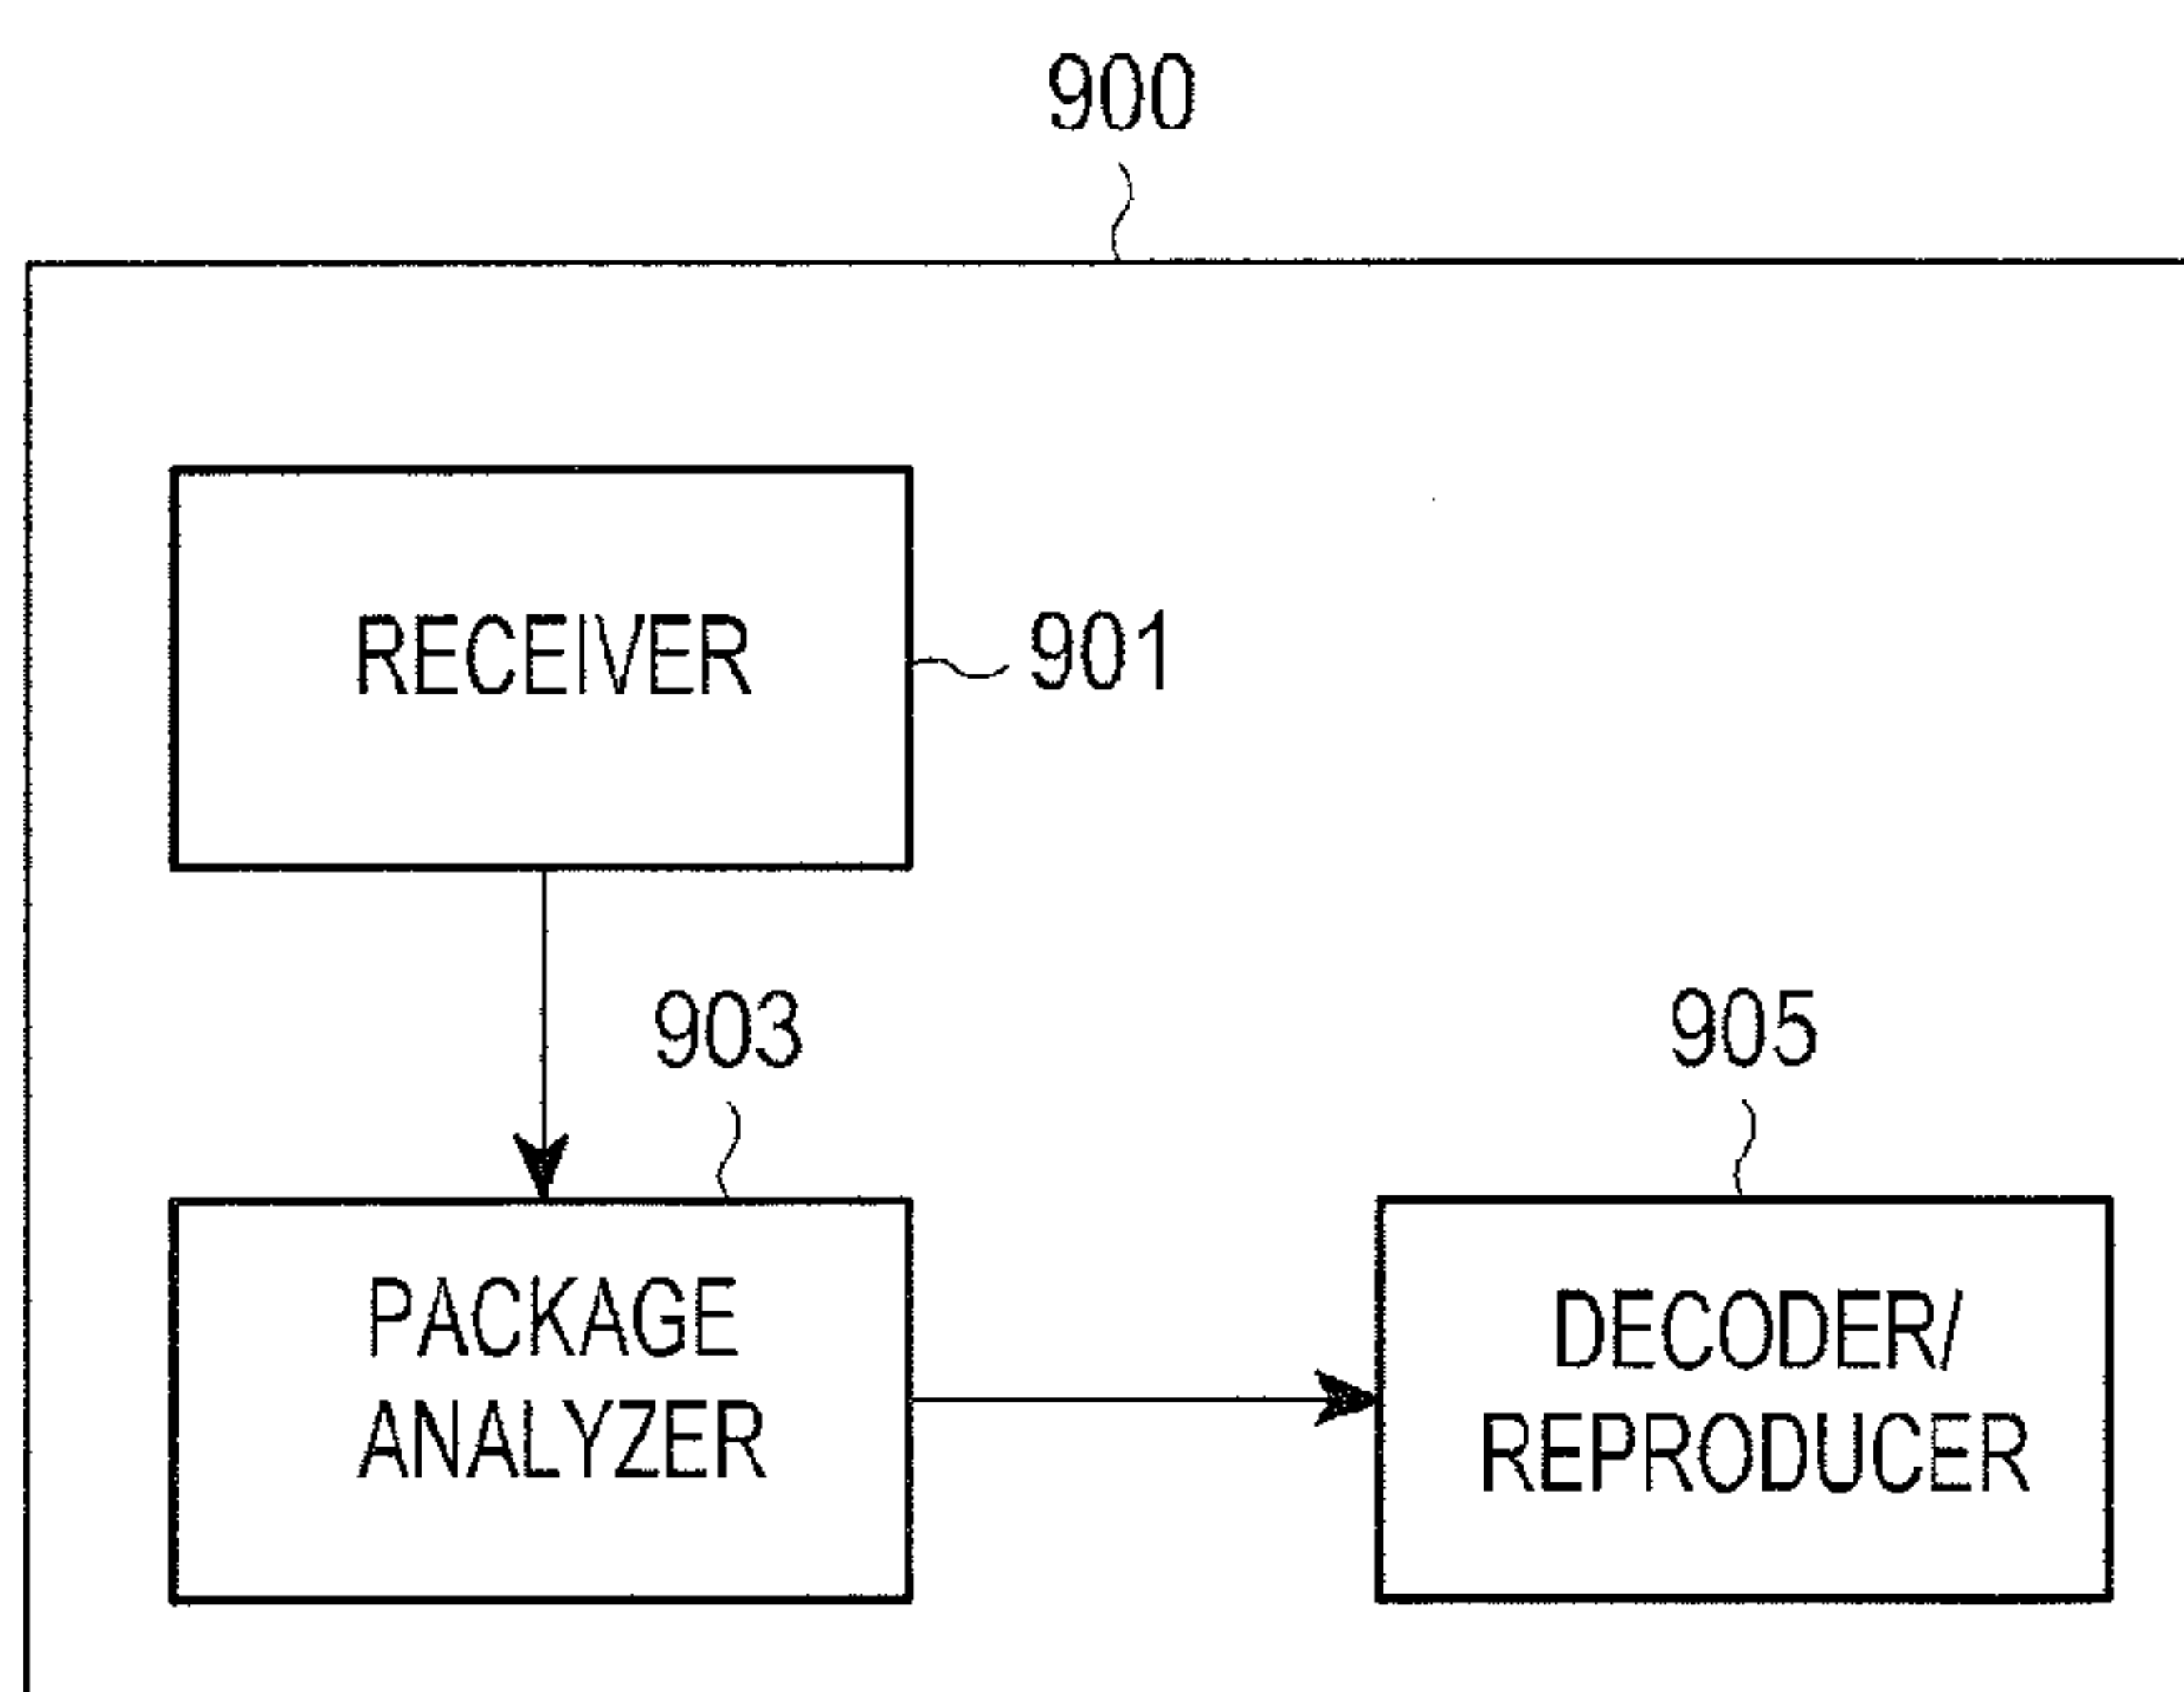 900
RECEIVER
901
903
905
PACKAGE
ANALYZER
DECODER/
REPRODUCER